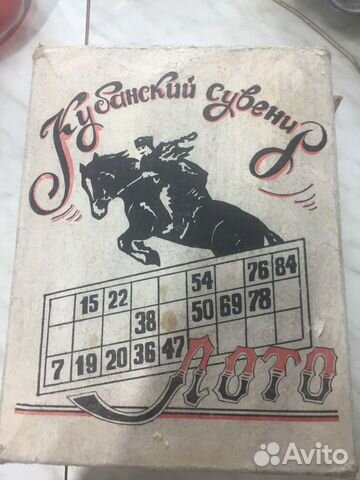 Кубанский сувенир
54 76 84
15 22 50 69 78
38
7 19 20 36 47
Лото
Avito